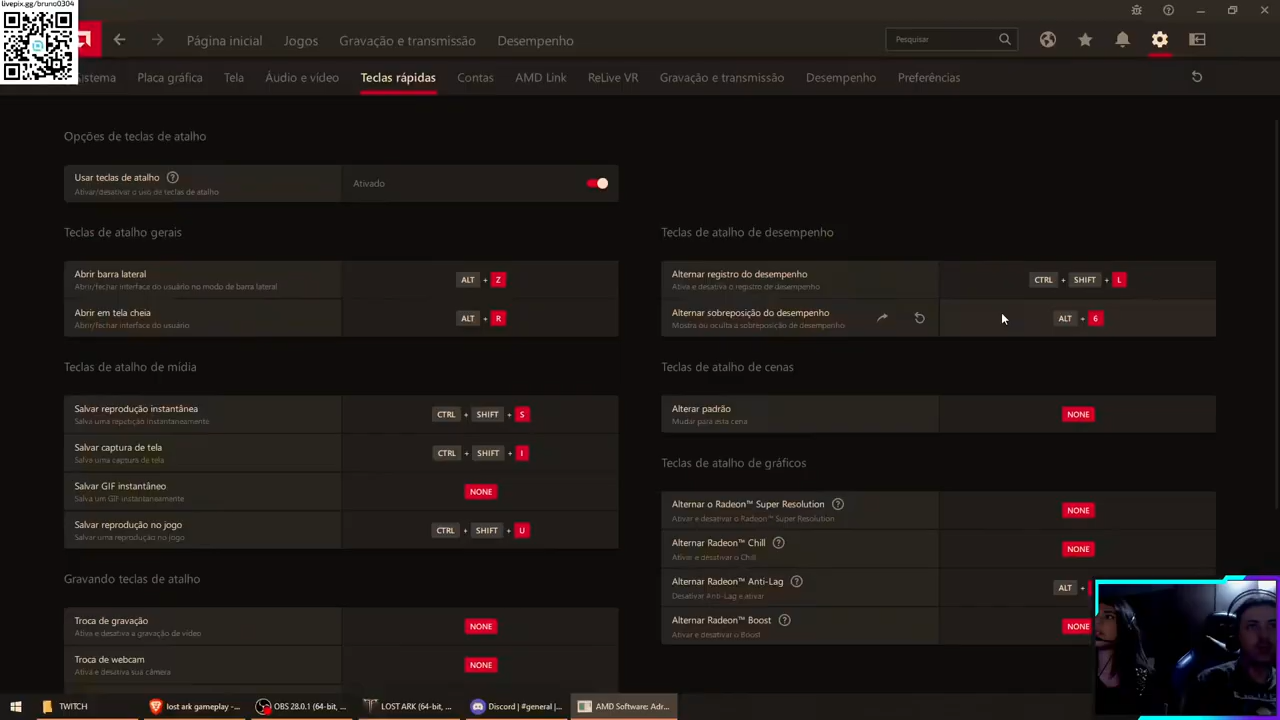 livepix.gg/bruno0304
Página inicial
Jogos
Gravação e transmissão
Desempenho
Pesquisar
istema
Placa gráfica
Tela
Áudio e vídeo
Teclas rápidas
Contas
AMD Link
ReLive VR
Gravação e transmissão
Desempenho
Preferências
Opções de teclas de atalho
Usar teclas de atalho
Ativar/desativar o uso de teclas de atalho
Ativado
Teclas de atalho gerais
Abrir barra lateral
Abrir/fechar interface do usuário no modo de barra lateral
ALT + Z
Abrir em tela cheia
Abrir/fechar interface do usuário
ALT + R
Teclas de atalho de mídia
Salvar reprodução instantânea
Salva uma repetição instantaneamente
CTRL + SHIFT + S
Salvar captura de tela
Salva uma captura de tela
CTRL + SHIFT + I
Salvar GIF instantâneo
Salva um GIF instantaneamente
NONE
Salvar reprodução no jogo
Salva uma reprodução no jogo
CTRL + SHIFT + U
Gravando teclas de atalho
Troca de gravação
Ativa e desativa a gravação de vídeo
NONE
Troca de webcam
Ativa e desativa sua câmera
NONE
Teclas de atalho de desempenho
Alternar registro do desempenho
Ativa e desativa o registro de desempenho
CTRL + SHIFT + L
Alternar sobreposição do desempenho
Mostra ou oculta a sobreposição de desempenho
ALT + 6
Teclas de atalho de cenas
Alterar padrão
Mudar para esta cena
NONE
Teclas de atalho de gráficos
Alternar o Radeon™ Super Resolution
Ativar e desativar o Radeon™ Super Resolution
NONE
Alternar Radeon™ Chill
Ativar e desativar o Chill
NONE
Alternar Radeon™ Anti-Lag
Desativar Anti-Lag e ativar
ALT +
Alternar Radeon™ Boost
Ativar e desativar o Boost
NONE
TWITCH
lost ark gameplay - ...
OBS 28.0.1 (64-bit, ...
LOST ARK (64-bit, ...
Discord | #general |...
AMD Software: Adr...